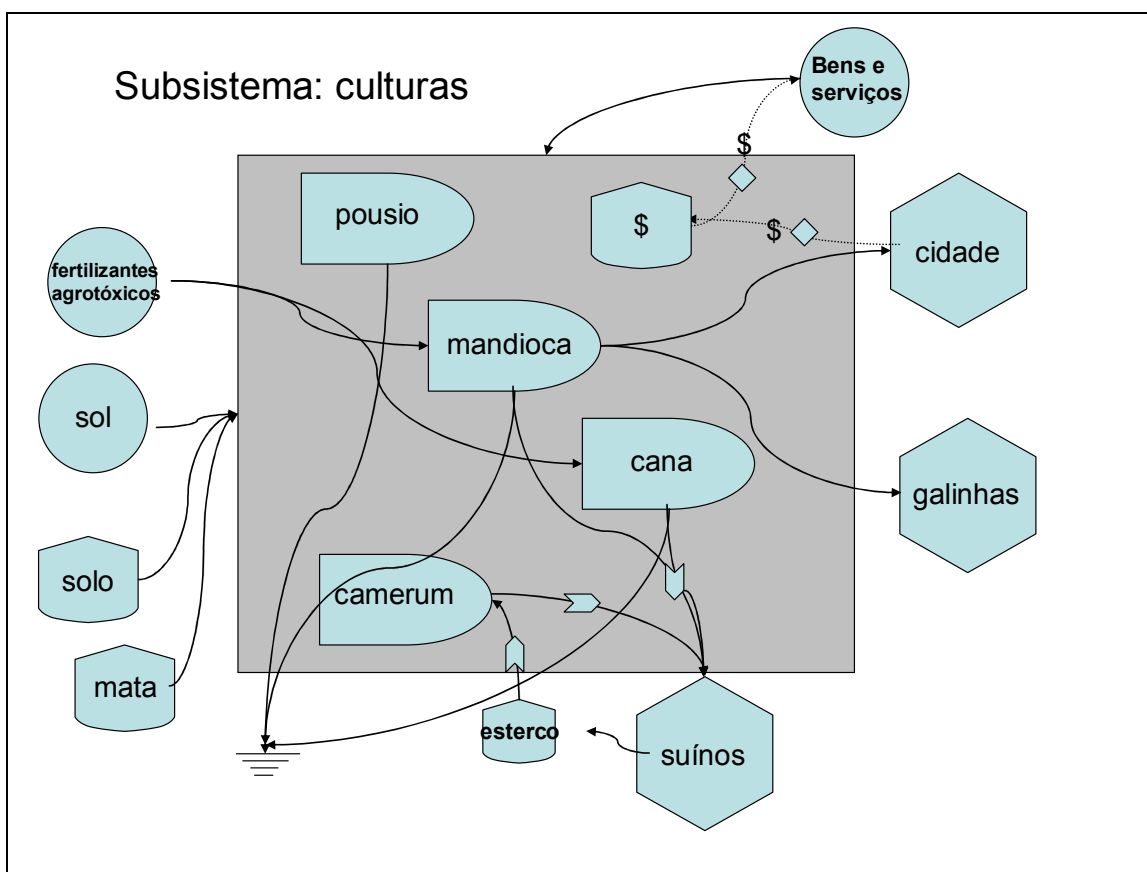 Subsistema: culturas
Bens e
serviços
$
pousio
$
$
cidade
fertilizantes
agrotóxicos
mandioca
sol
cana
galinhas
solo
camerum
mata
esterco
suínos